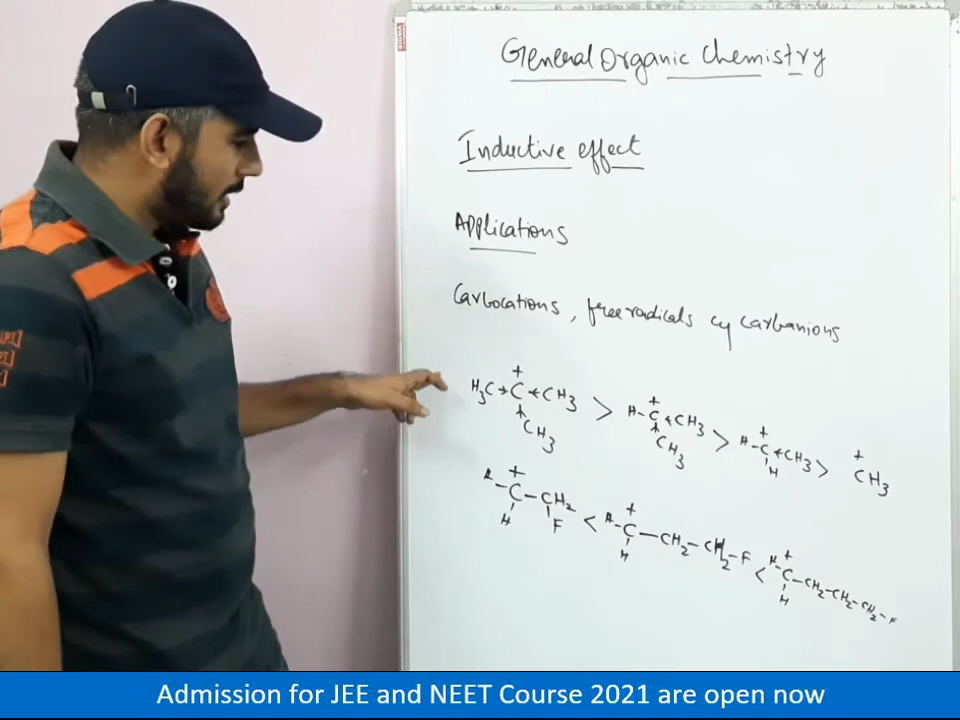 General Organic Chemistry
Inductive effect
Applications
Carbocations, free radicals & carbanions
H3C→C+←CH3 > H-C+←CH3 > H-C+←CH3 > +CH3
↑ ↑ H
CH3 CH3
H-C+-CH2 < H-C+-CH2-CH2-F < H-C+-CH2-CH2-CH2-F
H F H H
Admission for JEE and NEET Course 2021 are open now